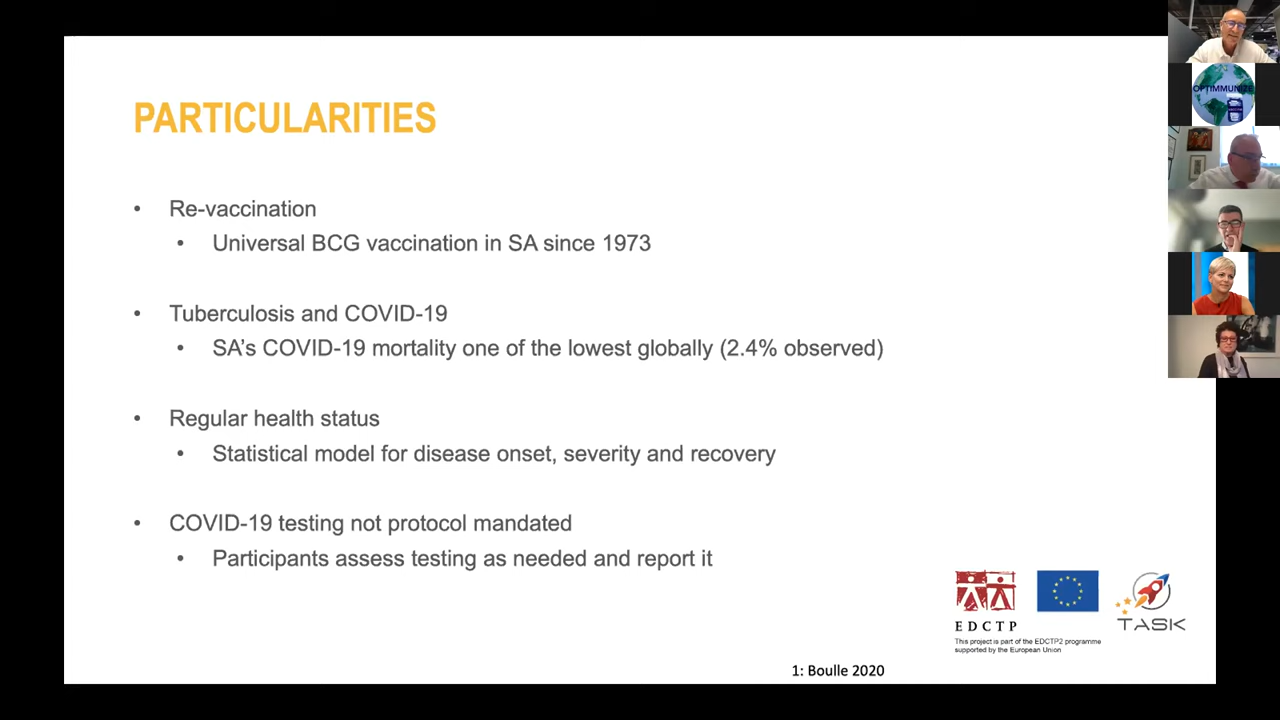 PARTICULARITIES
• Re-vaccination
• Universal BCG vaccination in SA since 1973
• Tuberculosis and COVID-19
• SA's COVID-19 mortality one of the lowest globally (2.4% observed)
• Regular health status
• Statistical model for disease onset, severity and recovery
• COVID-19 testing not protocol mandated
• Participants assess testing as needed and report it
EDCTP
This project is part of the EDCTP2 programme
supported by the European Union
TASK
1: Boulle 2020
OPTIMMUNIZE